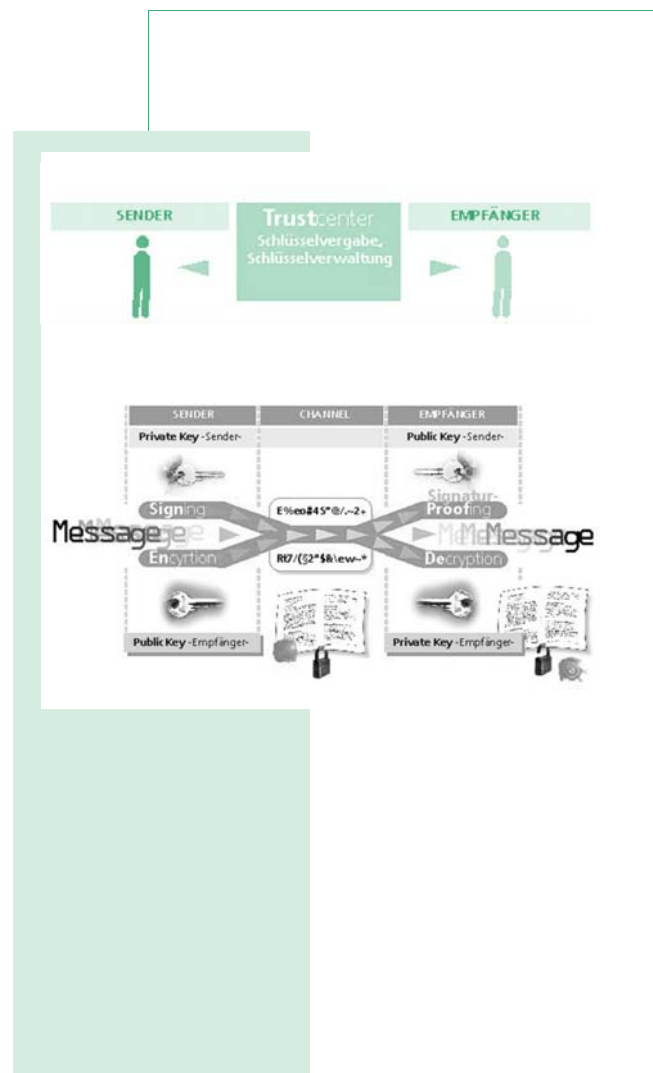 SENDER
Trustcenter
EMPFÄNGER
Schlüsselvergabe,
Schlüsselverwaltung
SENDER
CHANNEL
EMPFÄNGER
Private Key -Sender-
Public Key -Sender-
Signatur-
Signing
E%eo#45"@/.~2+
Proofing
Message
Message
Encyrtion
Rt7/(§2"$&\ew~*
Decryption
Public Key -Empfänger-
Private Key -Empfänger-